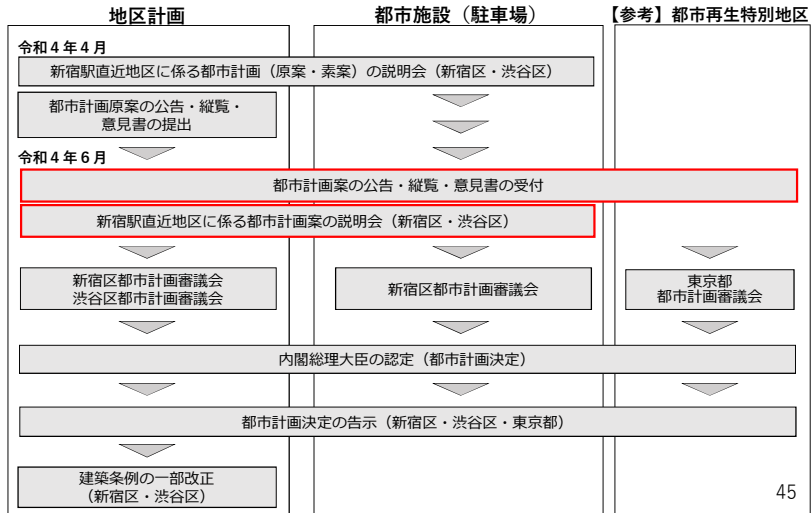 地区計画
都市施設（駐車場）
【参考】都市再生特別地区
令和４年４月
新宿駅直近地区に係る都市計画（原案・素案）の説明会（新宿区・渋谷区）
都市計画原案の公告・縦覧・
意見書の提出
令和４年６月
都市計画案の公告・縦覧・意見書の受付
新宿駅直近地区に係る都市計画案の説明会（新宿区・渋谷区）
新宿区都市計画審議会
渋谷区都市計画審議会
新宿区都市計画審議会
東京都
都市計画審議会
内閣総理大臣の認定（都市計画決定）
都市計画決定の告示（新宿区・渋谷区・東京都）
建築条例の一部改正
（新宿区・渋谷区）
45